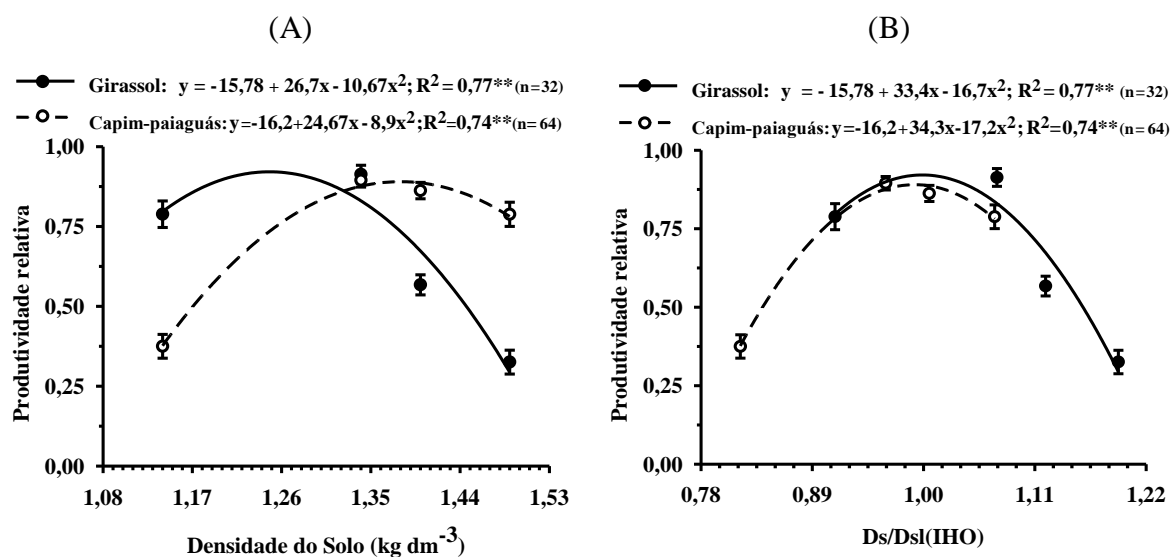 (A)
Girassol: y = -15,78 + 26,7x - 10,67x²; R² = 0,77** (n=32)
Capim-paiaguás: y=-16,2+24,67x - 8,9x²;R²=0,74**(n= 64)
1,00
0,75
0,50
0,25
0,00
Produtividade relativa
1,08 1,17 1,26 1,35 1,44 1,53
Densidade do Solo (kg dm⁻³)
(B)
Girassol: y = - 15,78 + 33,4x - 16,7x²; R² = 0,77** (n=32)
Capim-paiaguás: y=-16,2+34,3x-17,2x²; R²=0,74**(n= 64)
1,00
0,75
0,50
0,25
0,00
Produtividade relativa
0,78 0,89 1,00 1,11 1,22
Ds/Dsl(IHO)